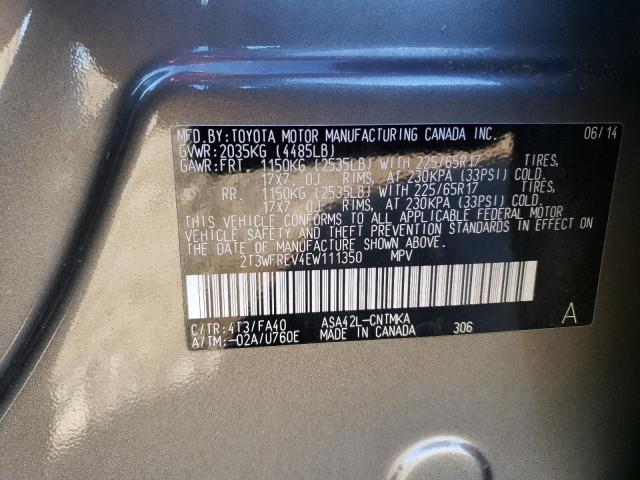 MFD.BY:TOYOTA MOTOR MANUFACTURING CANADA INC. 06/14
GVWR:2035KG (4485LB)
GAWR:FRT 1150KG (2535LB) WITH 225/65R17 TIRES,
17X7 OJ RIMS, AT 230KPA (33PSI) COLD.
RR. 1150KG (2535LB) WITH 225/65R17 TIRES,
17X7 OJ RIMS, AT 230KPA (33PSI) COLD.
THIS VEHICLE CONFORMS TO ALL APPLICABLE FEDERAL MOTOR
VEHICLE SAFETY AND THEFT PREVENTION STANDARDS IN EFFECT ON
THE DATE OF MANUFACTURE SHOWN ABOVE.
2T3WFREV4EW111350 MPV
C/TR:4T3/FA40 ASA42L-CNTMKA A
A/TM:-02A/U760E MADE IN CANADA 306